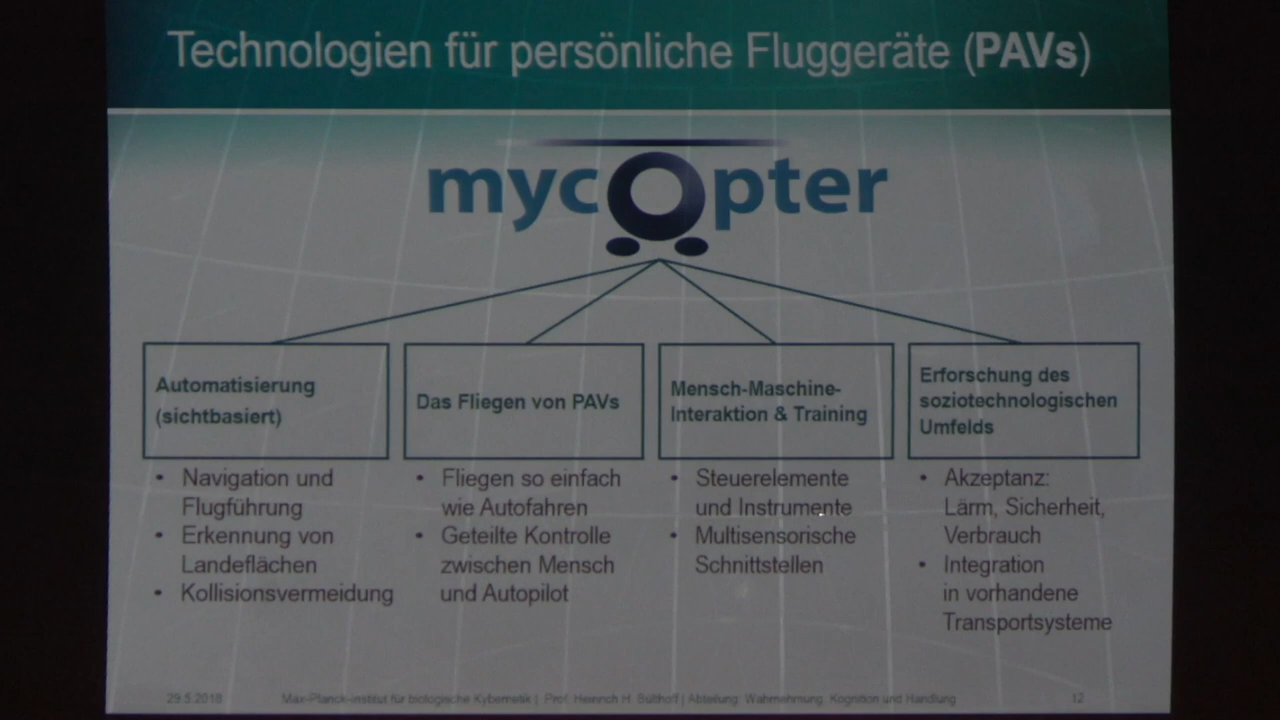 Technologien für persönliche Fluggeräte (PAVs)
mycopter
Automatisierung
(sichtbasiert)
• Navigation und
Flugführung
• Erkennung von
Landeflächen
• Kollisionsvermeidung
Das Fliegen von PAVs
• Fliegen so einfach
wie Autofahren
• Geteilte Kontrolle
zwischen Mensch
und Autopilot
Mensch-Maschine-
Interaktion & Training
• Steuerelemente
und Instrumente
• Multisensorische
Schnittstellen
Erforschung des
soziotechnologischen
Umfelds
• Akzeptanz:
Lärm, Sicherheit,
Verbrauch
• Integration
in vorhandene
Transportsysteme
29.5.2018
Max-Planck-Institut für biologische Kybernetik | Prof. Heinrich H. Bülthoff | Abteilung: Wahrnehmung, Kognition und Handlung
12